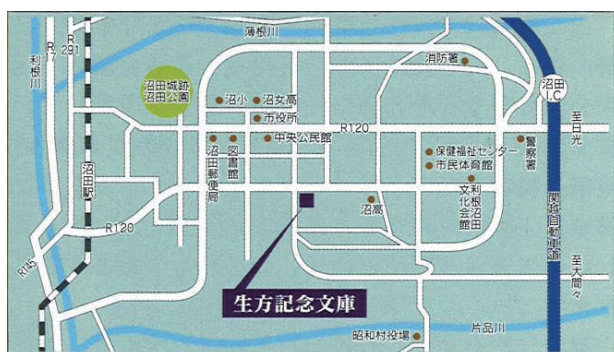 薄根川
利根川
R
17
R
291
沼田城跡
沼田公園
沼小
沼女高
市役所
中央公民館
R120
消防署
沼田
I.C
至日光
警察署
保健福祉センター
市民体育館
利根沼田
文化会館
図書館
沼田郵便局
沼田駅
沼高
R120
R145
関越自動車道
至大間々
生方記念文庫
昭和村役場
片品川